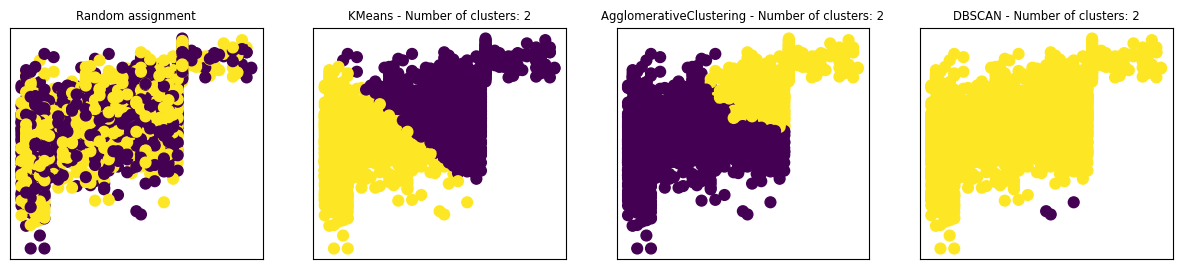 Random assignment
KMeans - Number of clusters: 2
AgglomerativeClustering - Number of clusters: 2
DBSCAN - Number of clusters: 2